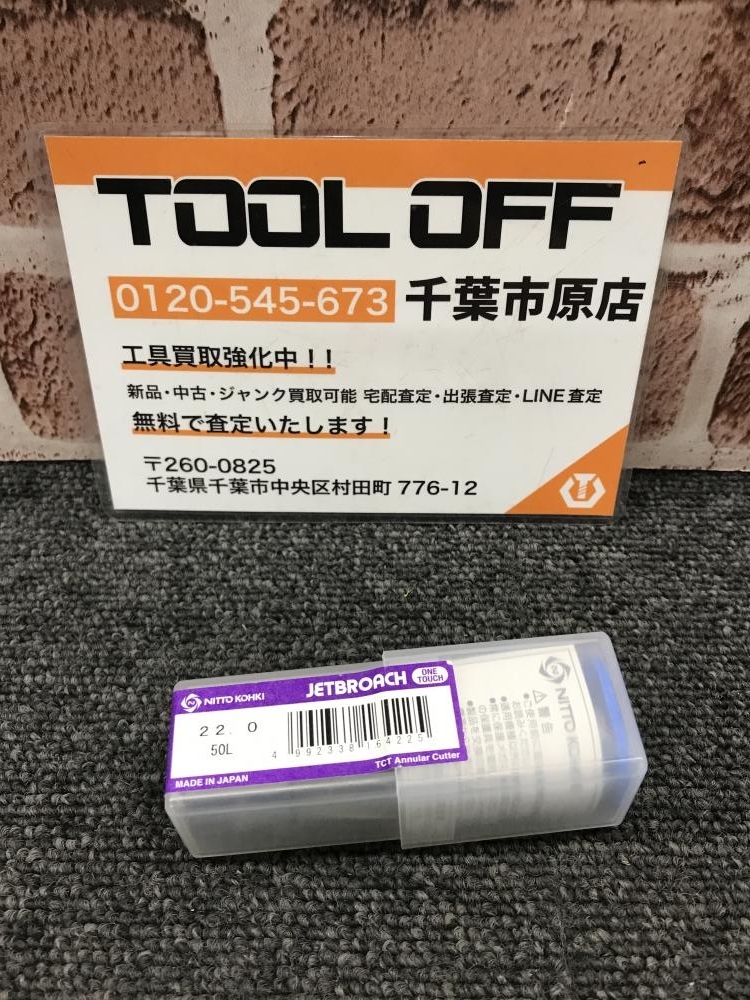 TOOL OFF
0120-545-673 千葉市原店
工具買取強化中！！
新品・中古・ジャンク買取可能 宅配査定・出張査定・LINE査定
無料で査定いたします！
〒260-0825
千葉県千葉市中央区村田町 776-12
NITTO KOHKI JETBROACH ONE TOUCH
22.0
50L
4 992338 164225
TCT Annular Cutter
MADE IN JAPAN
NITTO KOHKI
警告